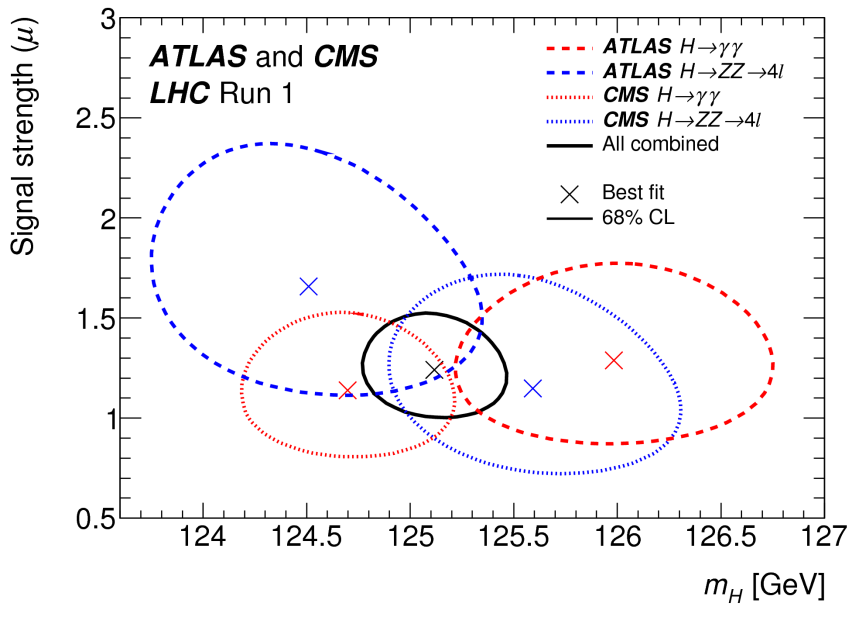 Signal strength (μ)
3
2.5
2
1.5
1
0.5
ATLAS and CMS
LHC Run 1
ATLAS H→γγ
ATLAS H→ZZ→4l
CMS H→γγ
CMS H→ZZ→4l
All combined
Best fit
68% CL
124 124.5 125 125.5 126 126.5 127
m_H [GeV]